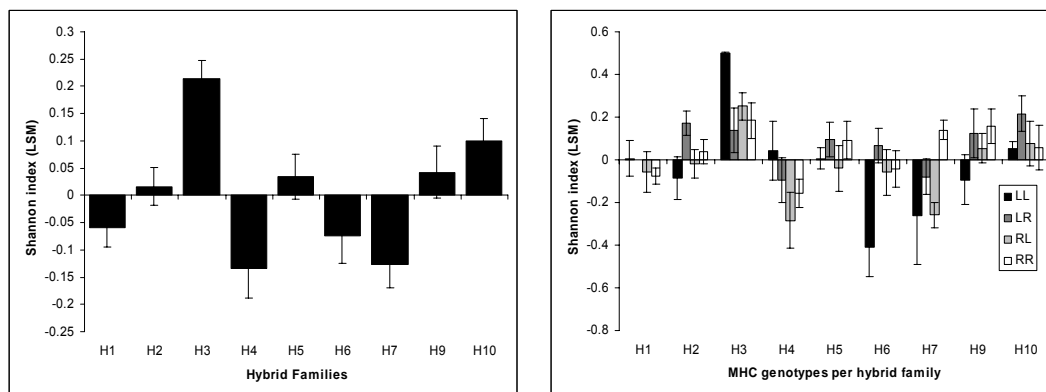 Shannon index (LSM)
0.3
0.25
0.2
0.15
0.1
0.05
0
-0.05
-0.1
-0.15
-0.2
-0.25
H1 H2 H3 H4 H5 H6 H7 H9 H10
Hybrid Families
Shannon index (LSM)
0.6
0.4
0.2
0
-0.2
-0.4
-0.6
-0.8
H1 H2 H3 H4 H5 H6 H7 H9 H10
MHC genotypes per hybrid family
LL
LR
RL
RR